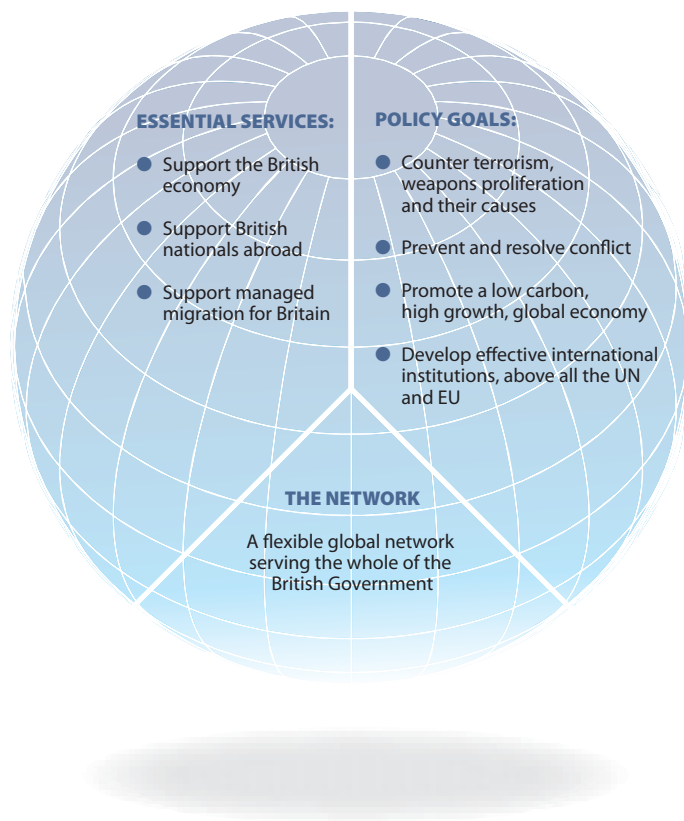 ESSENTIAL SERVICES:
Support the British
economy
Support British
nationals abroad
Support managed
migration for Britain
POLICY GOALS:
Counter terrorism,
weapons proliferation
and their causes
Prevent and resolve conflict
Promote a low carbon,
high growth, global economy
Develop effective international
institutions, above all the UN
and EU
THE NETWORK
A flexible global network
serving the whole of the
British Government